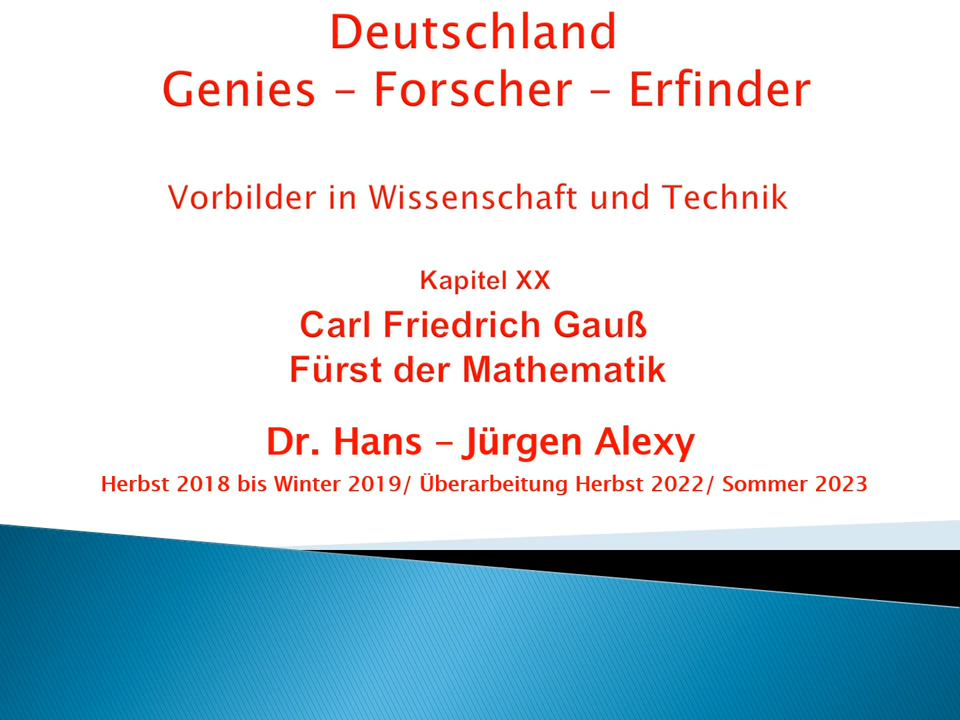 Deutschland
Genies – Forscher – Erfinder
Vorbilder in Wissenschaft und Technik
Kapitel XX
Carl Friedrich Gauß
Fürst der Mathematik
Dr. Hans – Jürgen Alexy
Herbst 2018 bis Winter 2019/ Überarbeitung Herbst 2022/ Sommer 2023